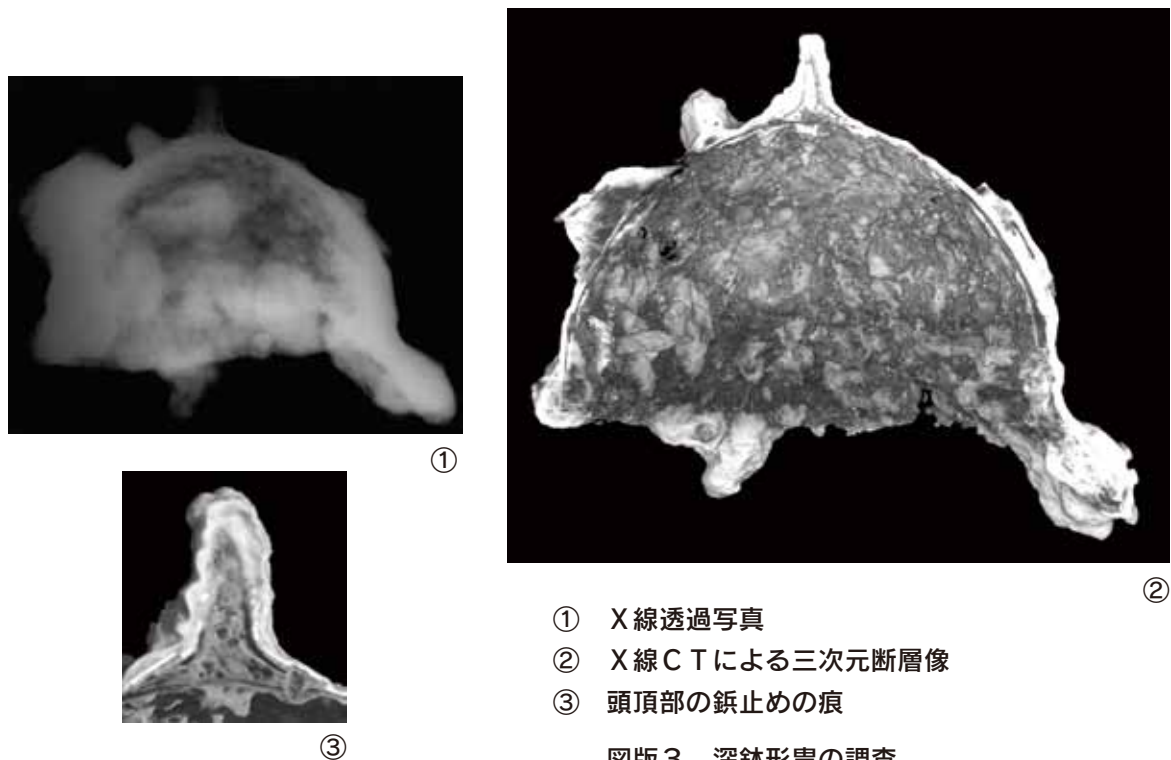 ①
②
③
① X線透過写真
② X線CTによる三次元断層像
③ 頭頂部の鋲止めの痕
図版3 深鉢形冑の調査